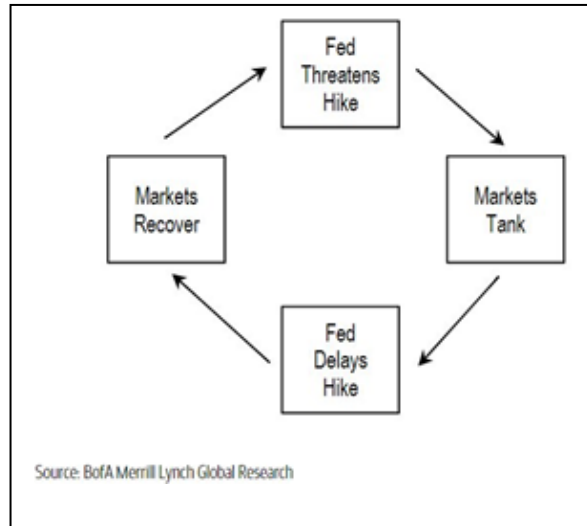 Fed
Threatens
Hike
Markets
Recover
Markets
Tank
Fed
Delays
Hike
Source: BofA Merrill Lynch Global Research